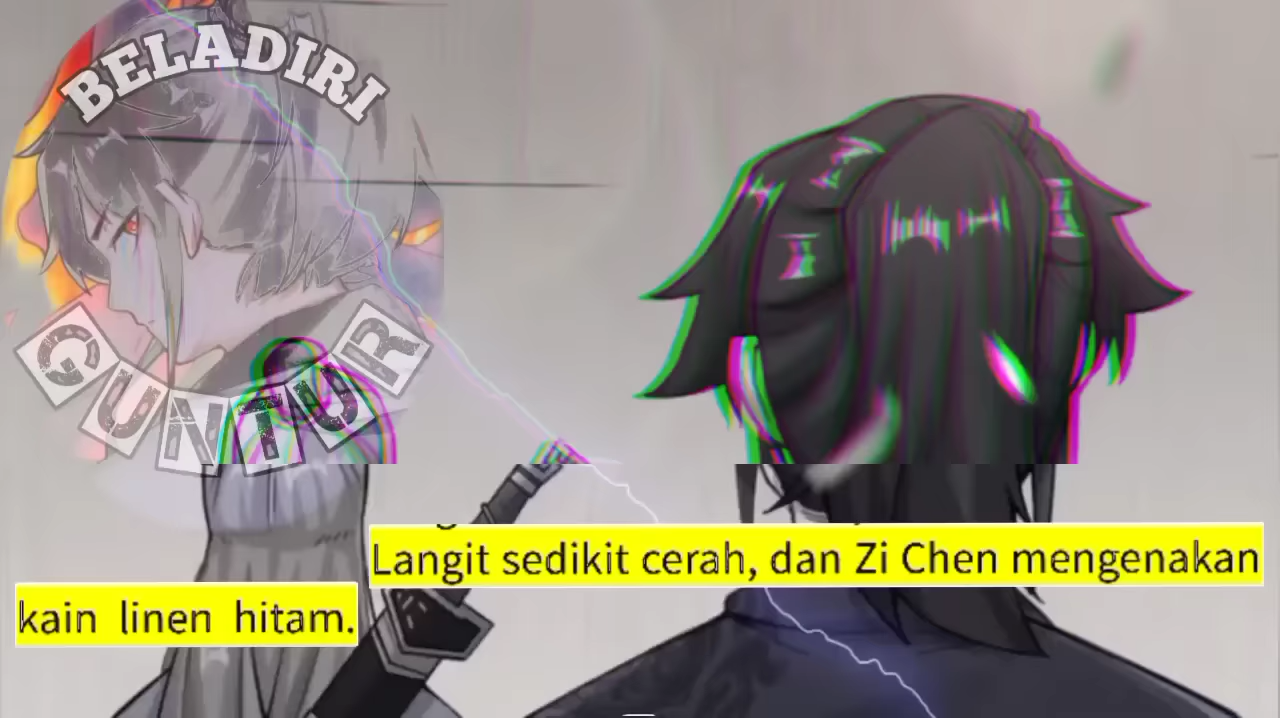 BELADIRI
GUNTUR
Langit sedikit cerah, dan Zi Chen mengenakan
kain linen hitam.